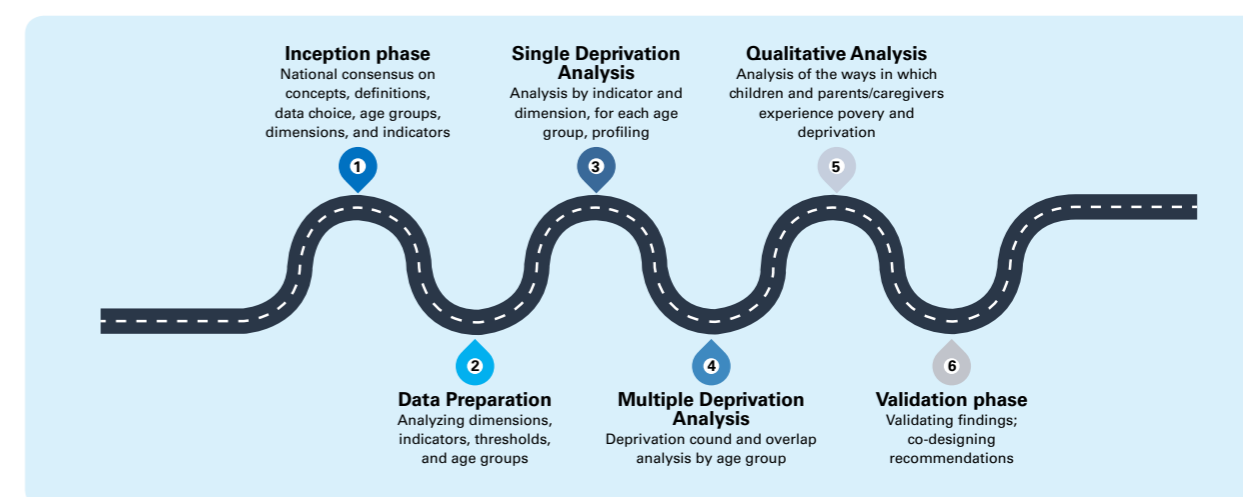 Inception phase
National consensus on
concepts, definitions,
data choice, age groups,
dimensions, and indicators
1
2
Data Preparation
Analyzing dimensions,
indicators, thresholds,
and age groups
Single Deprivation
Analysis
Analysis by indicator and
dimension, for each age
group, profiling
3
4
Multiple Deprivation
Analysis
Deprivation cound and overlap
analysis by age group
Qualitative Analysis
Analysis of the ways in which
children and parents/caregivers
experience povery and
deprivation
5
6
Validation phase
Validating findings;
co-designing
recommendations